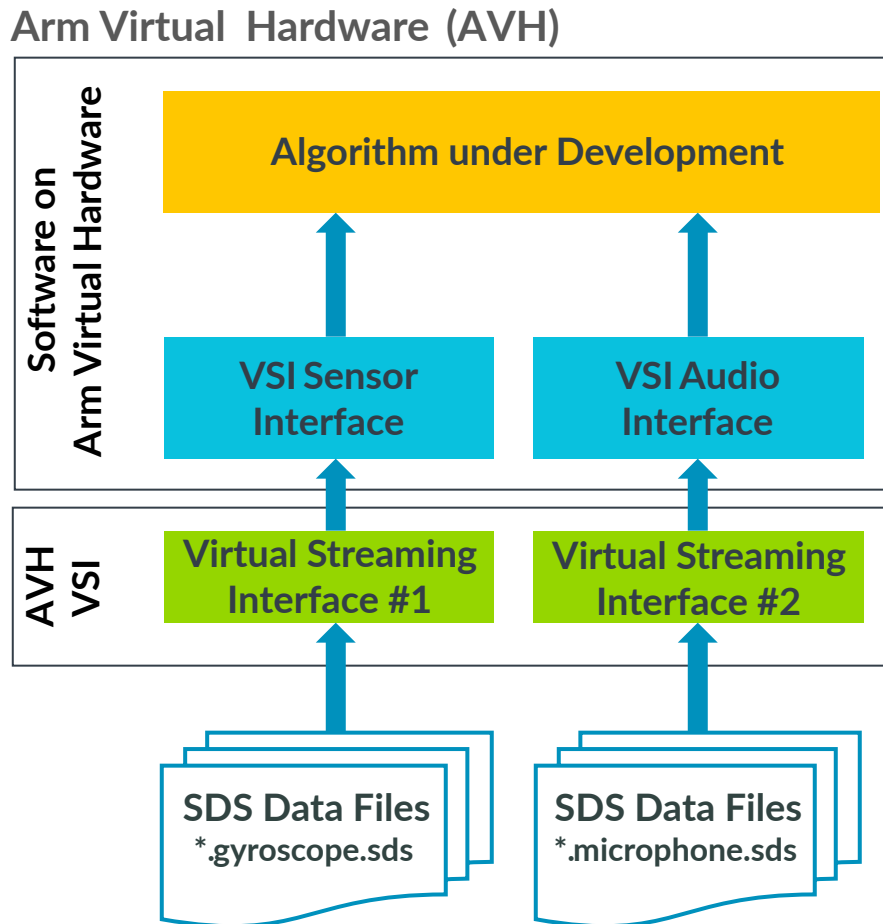 Arm Virtual Hardware (AVH)
Software on
Arm Virtual Hardware
Algorithm under Development
VSI Sensor
Interface
VSI Audio
Interface
AVH
VSI
Virtual Streaming
Interface #1
Virtual Streaming
Interface #2
SDS Data Files
*.gyroscope.sds
SDS Data Files
*.microphone.sds